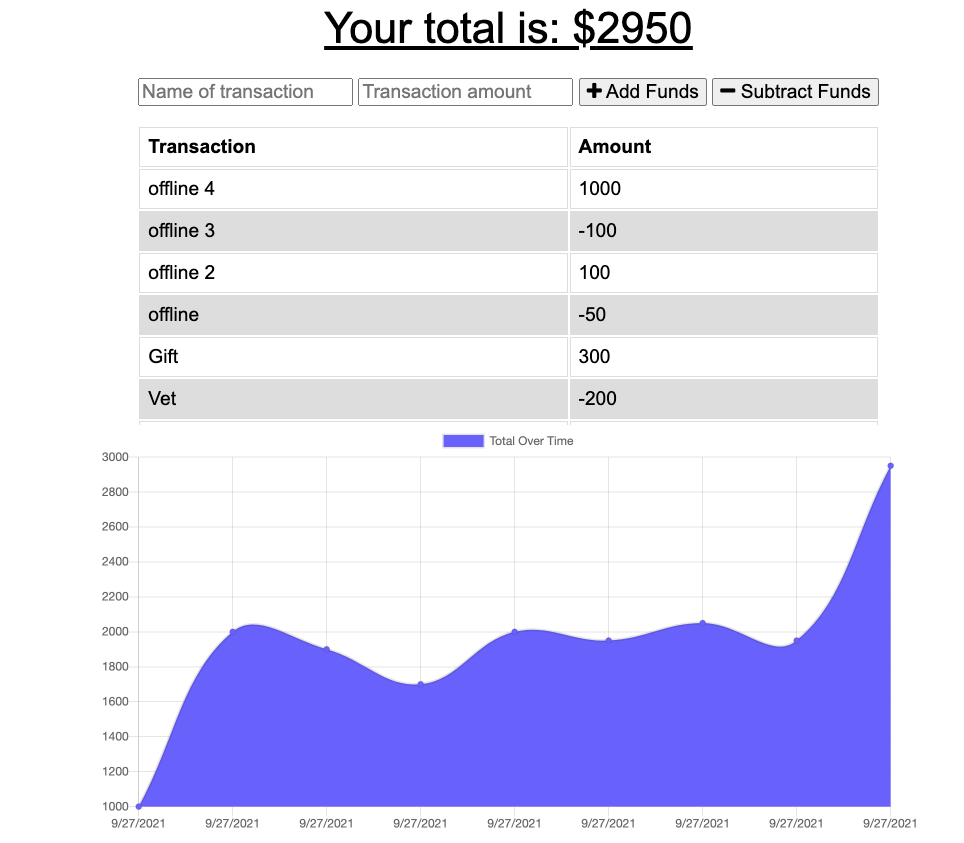 Your total is: $2950
Name of transaction Transaction amount Add Funds Subtract Funds
Transaction Amount
offline 4 1000
offline 3 -100
offline 2 100
offline -50
Gift 300
Vet -200
Total Over Time
3000
2800
2600
2400
2200
2000
1800
1600
1400
1200
1000
9/27/2021 9/27/2021 9/27/2021 9/27/2021 9/27/2021 9/27/2021 9/27/2021 9/27/2021 9/27/2021